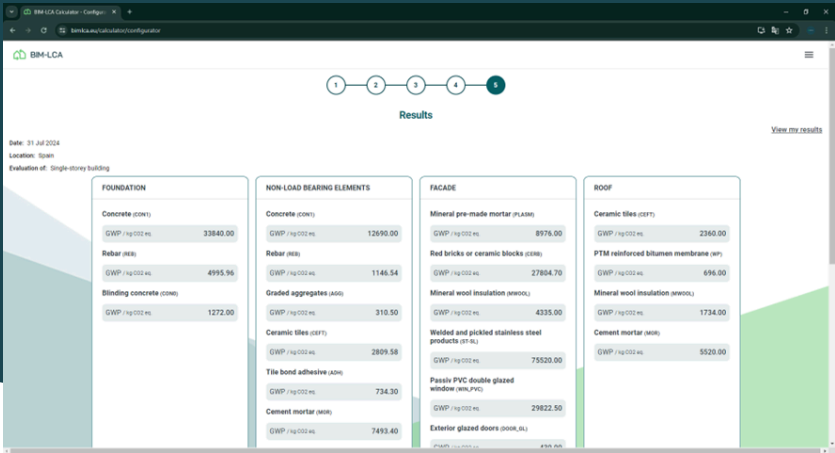 BIM-LCA Calculator - Configur
bimlca.eu/calculator/configurator
BIM-LCA
1 2 3 4 5
Results
View my results
Date: 31 Jul 2024
Location: Spain
Evaluation of: Single-storey building
FOUNDATION
Concrete (CON1)
GWP / kg CO2 eq. 33840.00
Rebar (REB)
GWP / kg CO2 eq. 4995.96
Blinding concrete (CON0)
GWP / kg CO2 eq. 1272.00
NON-LOAD BEARING ELEMENTS
Concrete (CON1)
GWP / kg CO2 eq. 12690.00
Rebar (REB)
GWP / kg CO2 eq. 1146.54
Graded aggregates (AGS)
GWP / kg CO2 eq. 310.50
Ceramic tiles (CEFT)
GWP / kg CO2 eq. 2809.58
Tile bond adhesive (ADH)
GWP / kg CO2 eq. 734.30
Cement mortar (MOR)
GWP / kg CO2 eq. 7493.40
FACADE
Mineral pre-made mortar (PLASM)
GWP / kg CO2 eq. 8976.00
Red bricks or ceramic blocks (CERB)
GWP / kg CO2 eq. 27804.70
Mineral wool insulation (MWOOL)
GWP / kg CO2 eq. 4335.00
Welded and pickled stainless steel
products (ST-SL)
GWP / kg CO2 eq. 75520.00
Passiv PVC double glazed
window (WIN_PVC)
GWP / kg CO2 eq. 29822.50
Exterior glazed doors (DOOR_GL)
GWP / kg CO2 eq. 420.00
ROOF
Ceramic tiles (CEFT)
GWP / kg CO2 eq. 2360.00
PTM reinforced bitumen membrane (WP)
GWP / kg CO2 eq. 696.00
Mineral wool insulation (MWOOL)
GWP / kg CO2 eq. 1734.00
Cement mortar (MOR)
GWP / kg CO2 eq. 5520.00